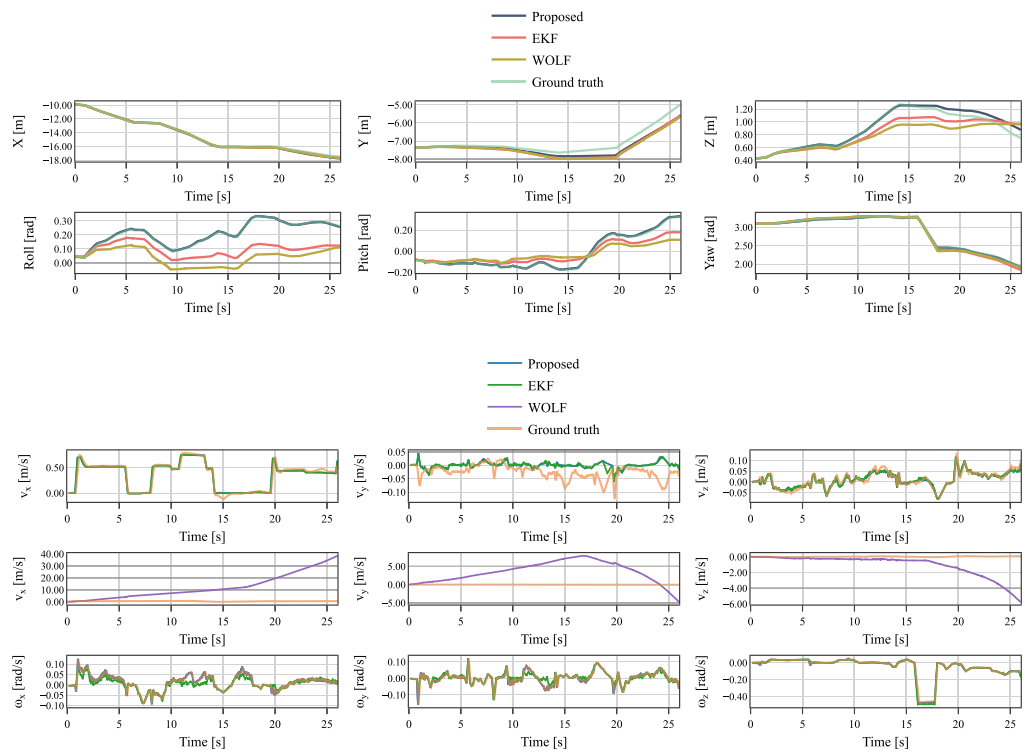 Proposed
EKF
WOLF
Ground truth
X [m]
−10.00
−12.00
−14.00
−16.00
−18.00
0 5 10 15 20 25
Time [s]
Y [m]
−5.00
−6.00
−7.00
−8.00
0 5 10 15 20 25
Time [s]
Z [m]
1.20
1.00
0.80
0.60
0.40
0 5 10 15 20 25
Time [s]
Roll [rad]
0.30
0.20
0.10
0.00
0 5 10 15 20 25
Time [s]
Pitch [rad]
0.20
0.00
−0.20
0 5 10 15 20 25
Time [s]
Yaw [rad]
3.00
2.00
0 5 10 15 20 25
Time [s]
Proposed
EKF
WOLF
Ground truth
vx [m/s]
0.50
0.00
0 5 10 15 20 25
Time [s]
vy [m/s]
0.05
0.00
−0.05
−0.10
0 5 10 15 20 25
Time [s]
vz [m/s]
0.10
0.05
0.00
−0.05
0 5 10 15 20 25
Time [s]
vx [m/s]
40.00
30.00
20.00
10.00
0.00
0 5 10 15 20 25
Time [s]
vy [m/s]
5.00
0.00
−5.00
0 5 10 15 20 25
Time [s]
vz [m/s]
0.00
−2.00
−4.00
−6.00
0 5 10 15 20 25
Time [s]
ωx [rad/s]
0.10
0.05
0.00
−0.05
−0.10
0 5 10 15 20 25
Time [s]
ωy [rad/s]
0.10
0.00
−0.10
0 5 10 15 20 25
Time [s]
ωz [rad/s]
0.00
−0.20
−0.40
0 5 10 15 20 25
Time [s]